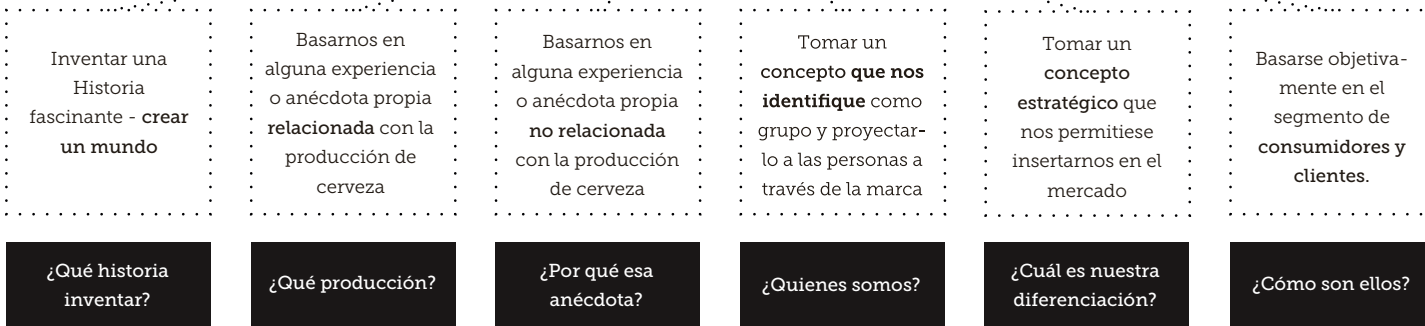 Inventar una
Historia
fascinante - crear
un mundo
Basarnos en
alguna experiencia
o anécdota propia
relacionada con la
producción de
cerveza
Basarnos en
alguna experiencia
o anécdota propia
no relacionada
con la producción
de cerveza
Tomar un
concepto que nos
identifique como
grupo y proyectar-
lo a las personas a
través de la marca
Tomar un
concepto
estratégico que
nos permitiese
insertarnos en el
mercado
Basarse objetiva-
mente en el
segmento de
consumidores y
clientes.
¿Qué historia
inventar?
¿Qué producción?
¿Por qué esa
anécdota?
¿Quienes somos?
¿Cuál es nuestra
diferenciación?
¿Cómo son ellos?